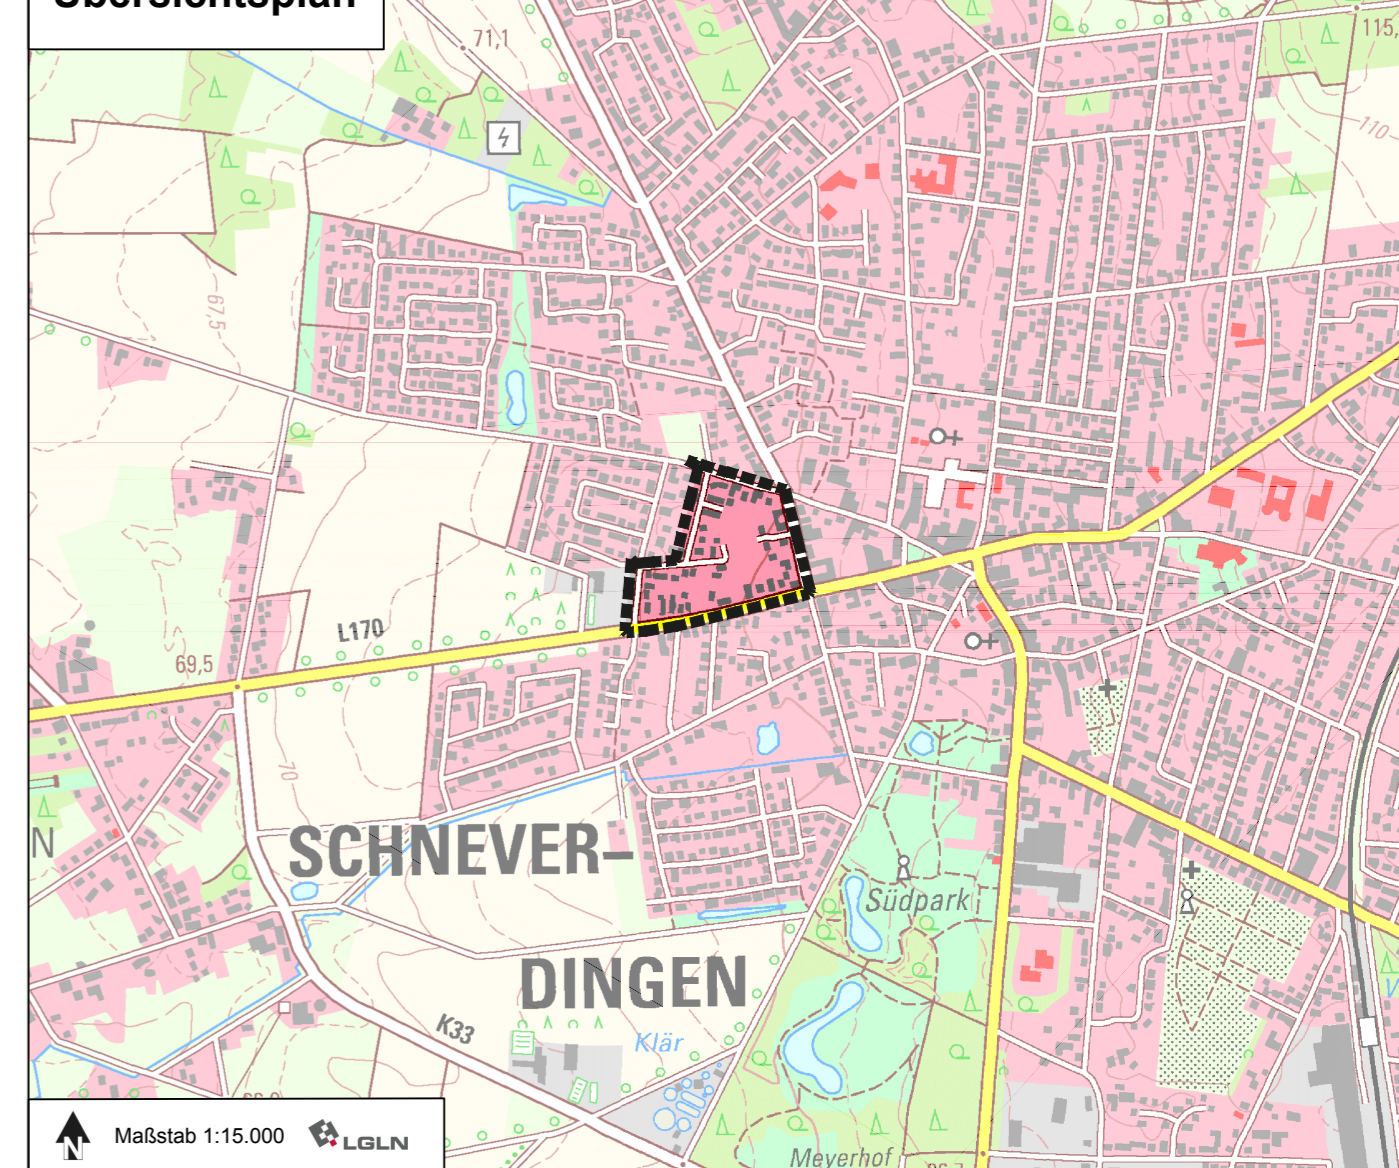 Übersichtsplan
71,1
115,
110
67,5
L170
69,5
70
N
SCHNEVER-
Südpark
DINGEN
K33
Klär
Meyerhof
N
Maßstab 1:15.000
LGLN